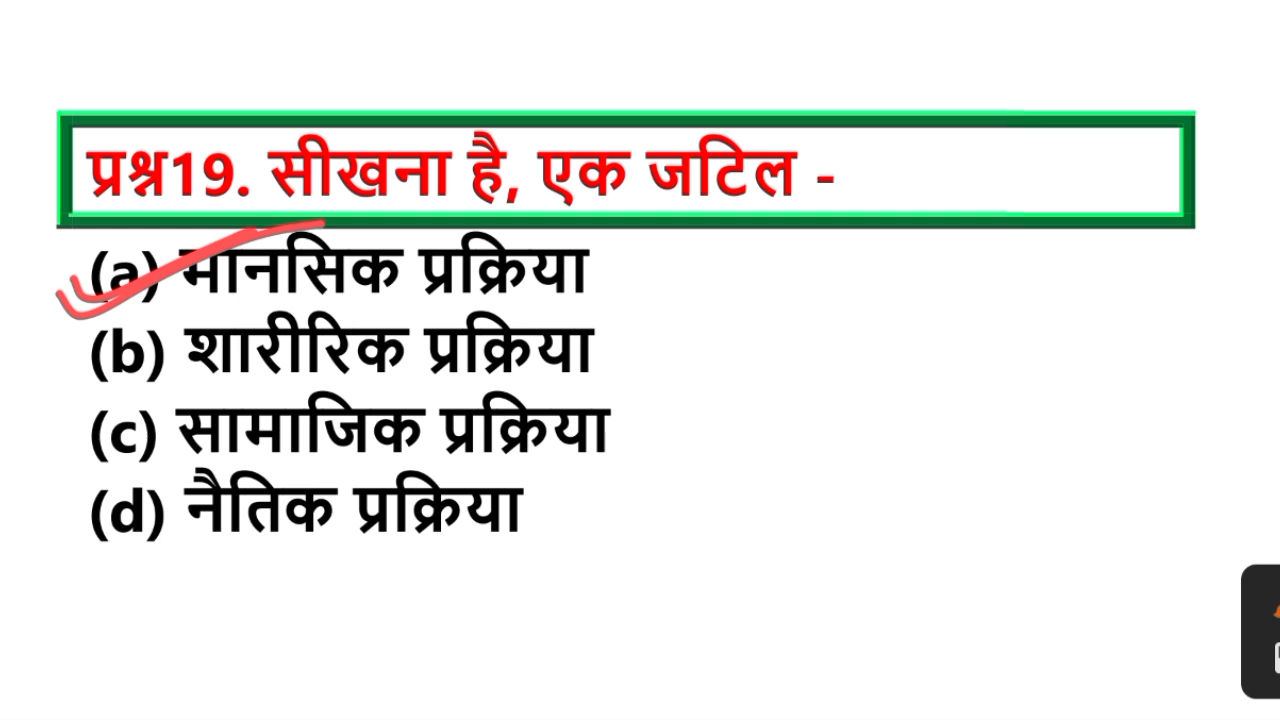 प्रश्न19. सीखना है, एक जटिल -
(a) मानसिक प्रक्रिया
(b) शारीरिक प्रक्रिया
(c) सामाजिक प्रक्रिया
(d) नैतिक प्रक्रिया